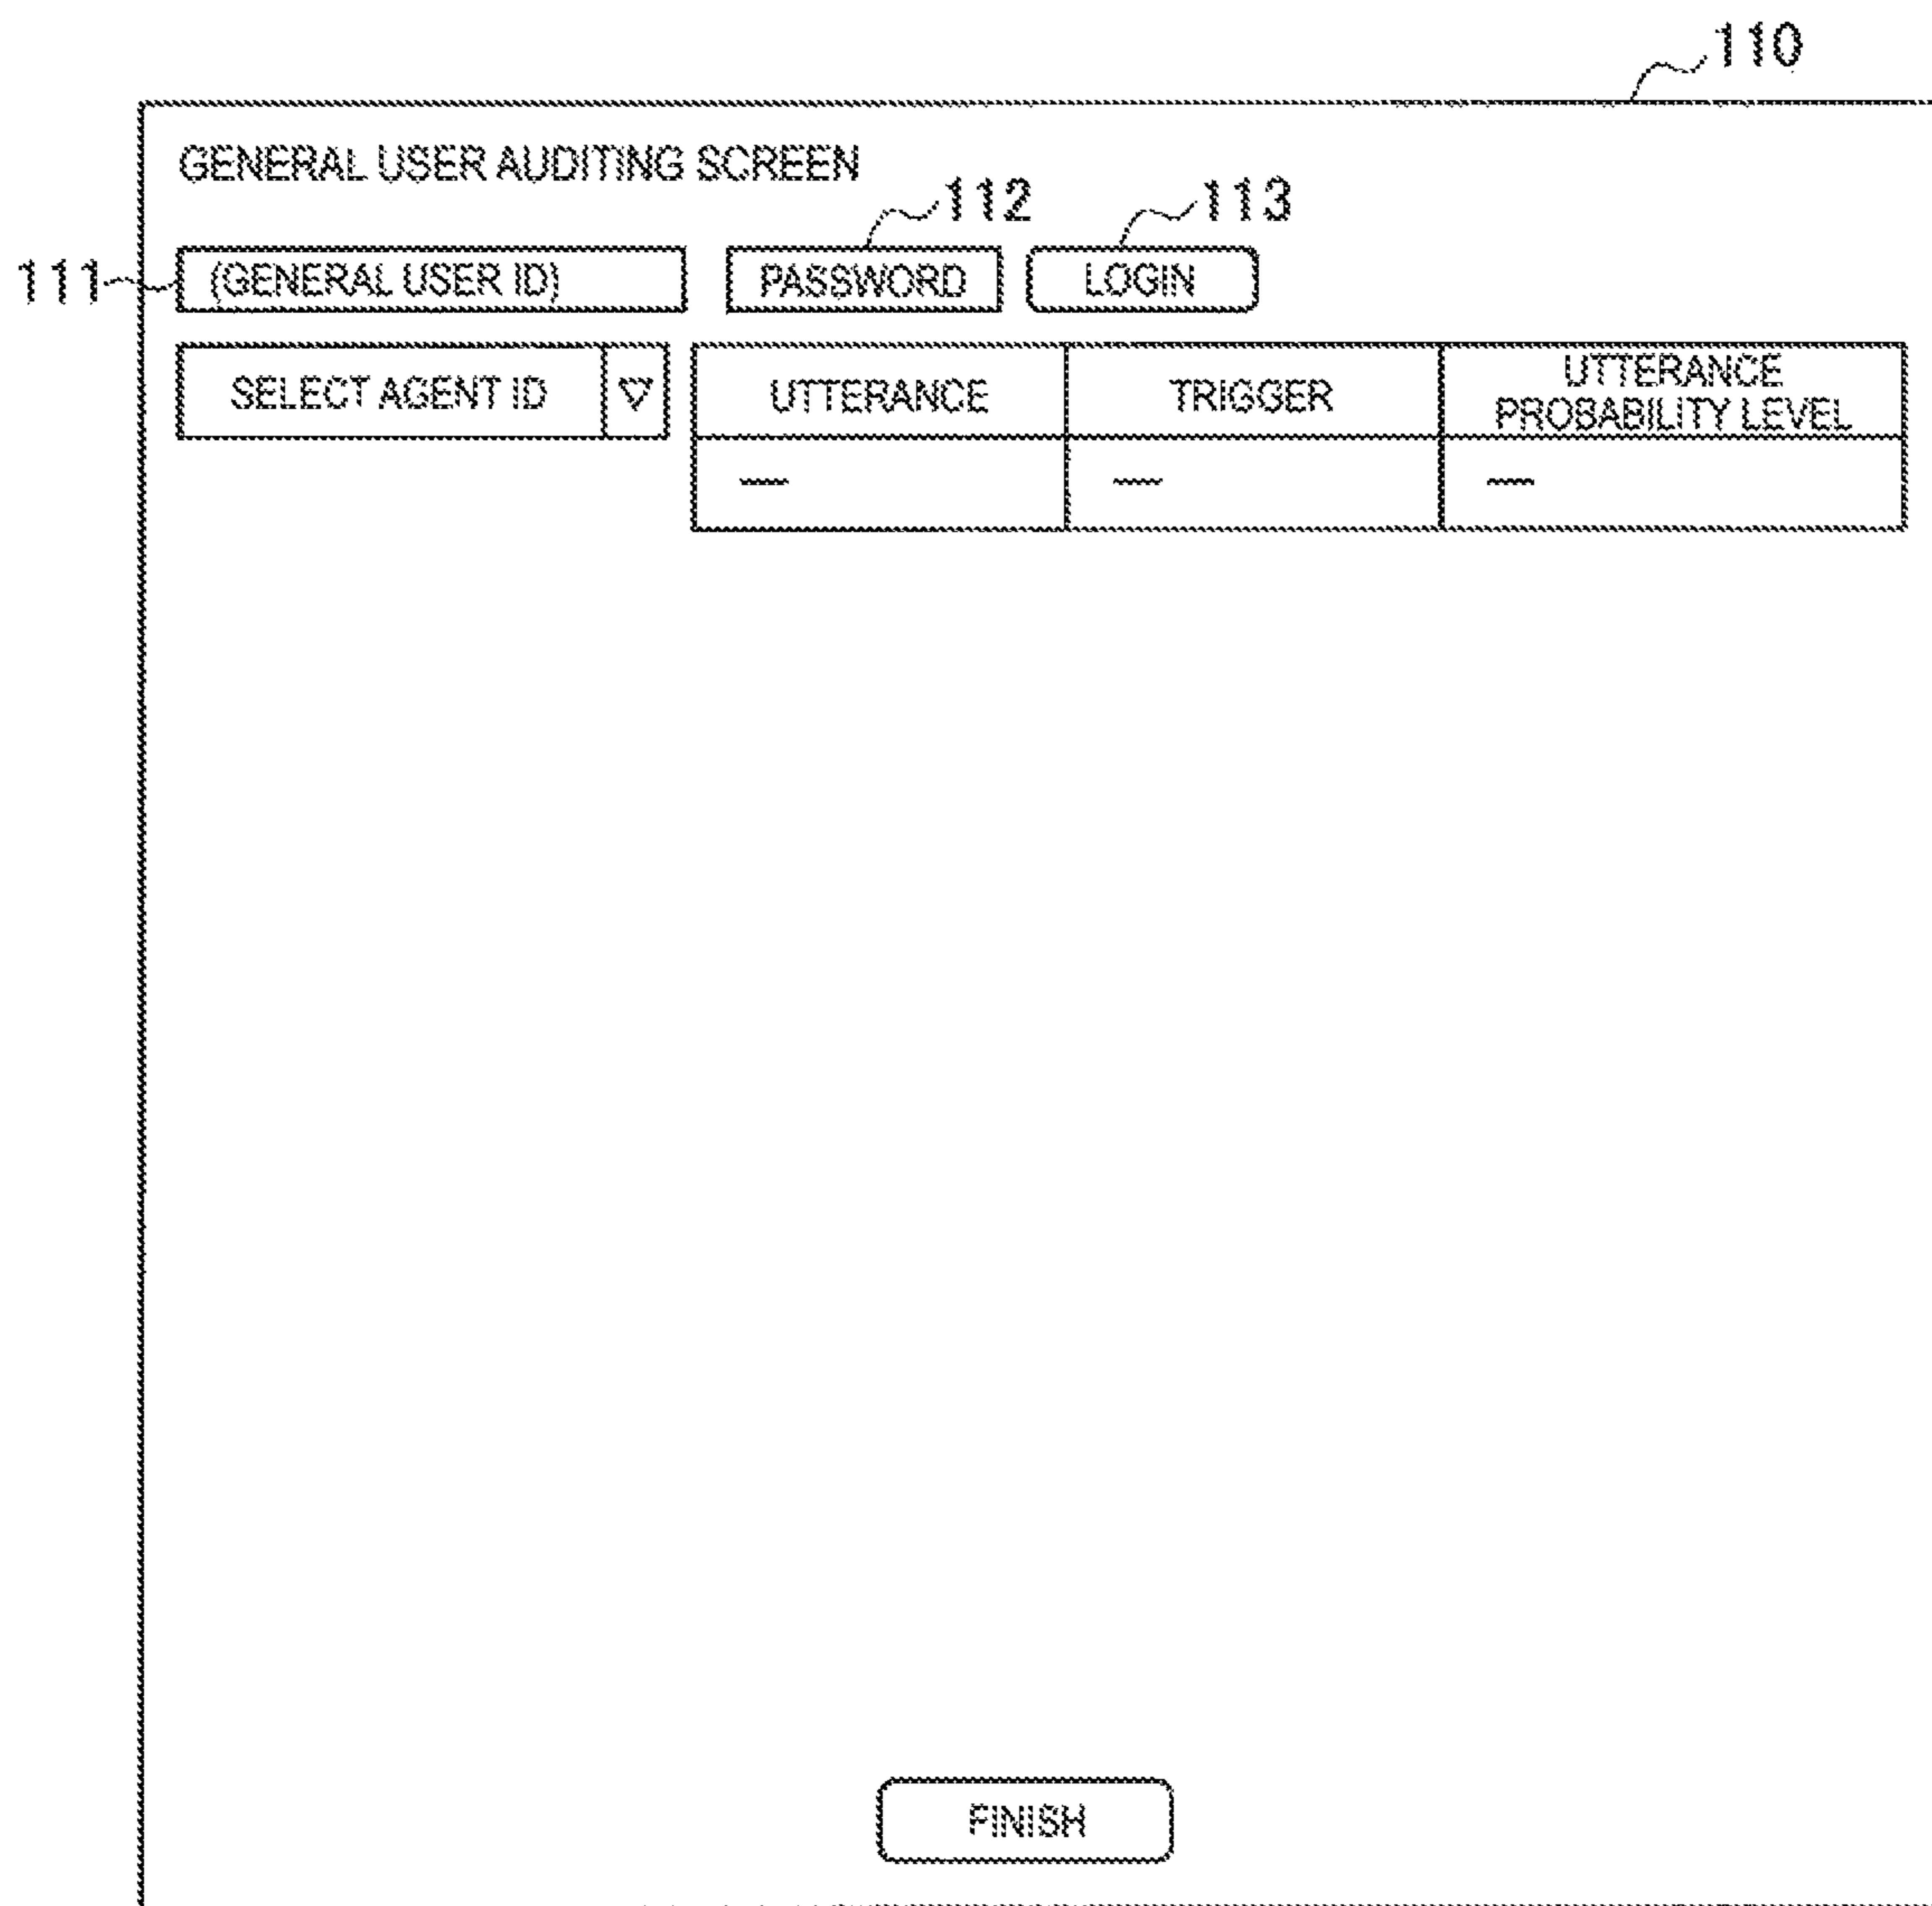 110
GENERAL USER AUDITING SCREEN
112
113
111
(GENERAL USER ID)
PASSWORD
LOGIN
SELECT AGENT ID
UTTERANCE
TRIGGER
UTTERANCE
PROBABILITY LEVEL
FINISH